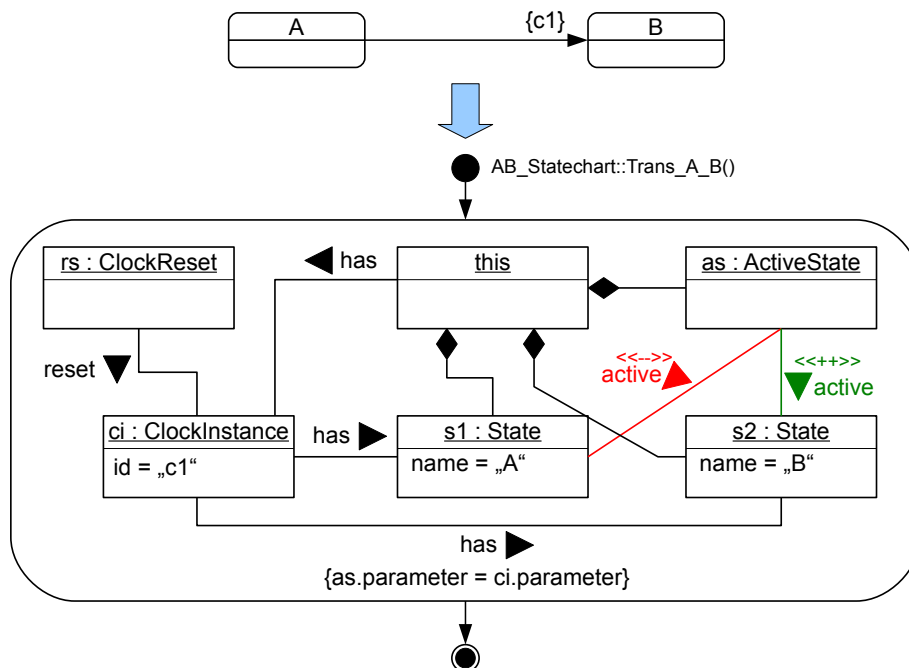 A
{c1}
B
AB_Statechart::Trans_A_B()
rs : ClockReset
has
this
as : ActiveState
reset
<<-->>
active
<<++>>
active
ci : ClockInstance
id = „c1“
has
s1 : State
name = „A“
s2 : State
name = „B“
has
{as.parameter = ci.parameter}